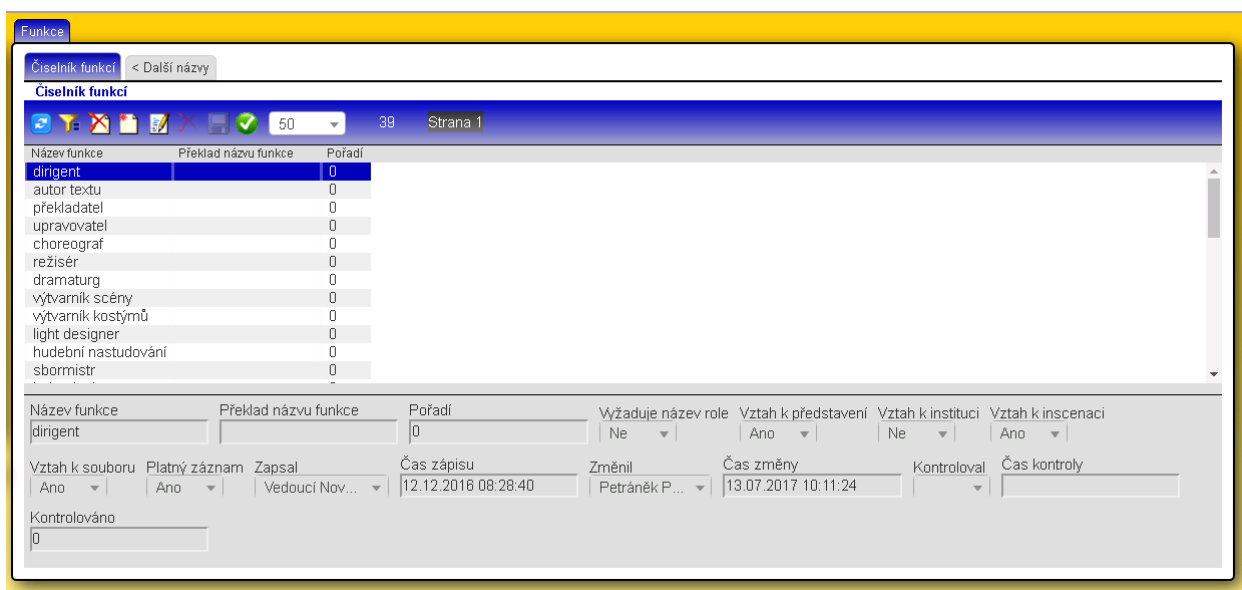 Funkce
Číselník funkcí < Další názvy
Číselník funkcí
50 39 Strana 1
Název funkce Překlad názvu funkce Pořadí
dirigent 0
autor textu 0
překladatel 0
upravovatel 0
choreograf 0
režisér 0
dramaturg 0
výtvarník scény 0
výtvarník kostýmů 0
light designer 0
hudební nastudování 0
sbormistr 0
Název funkce Překlad názvu funkce Pořadí Vyžaduje název role Vztah k představení Vztah k instituci Vztah k inscenaci
dirigent 0 Ne Ano Ne Ano
Vztah k souboru Platný záznam Zapsal Čas zápisu Změnil Čas změny Kontroloval Čas kontroly
Ano Ano Vedoucí Nov... 12.12.2016 08:28:40 Petráněk P... 13.07.2017 10:11:24
Kontrolováno
0